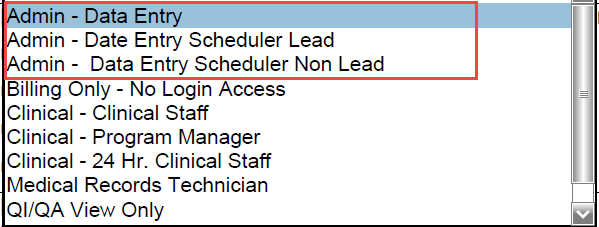 Admin - Data Entry
Admin - Date Entry Scheduler Lead
Admin -  Data Entry Scheduler Non Lead
Billing Only - No Login Access
Clinical - Clinical Staff
Clinical - Program Manager
Clinical - 24 Hr. Clinical Staff
Medical Records Technician
QI/QA View Only